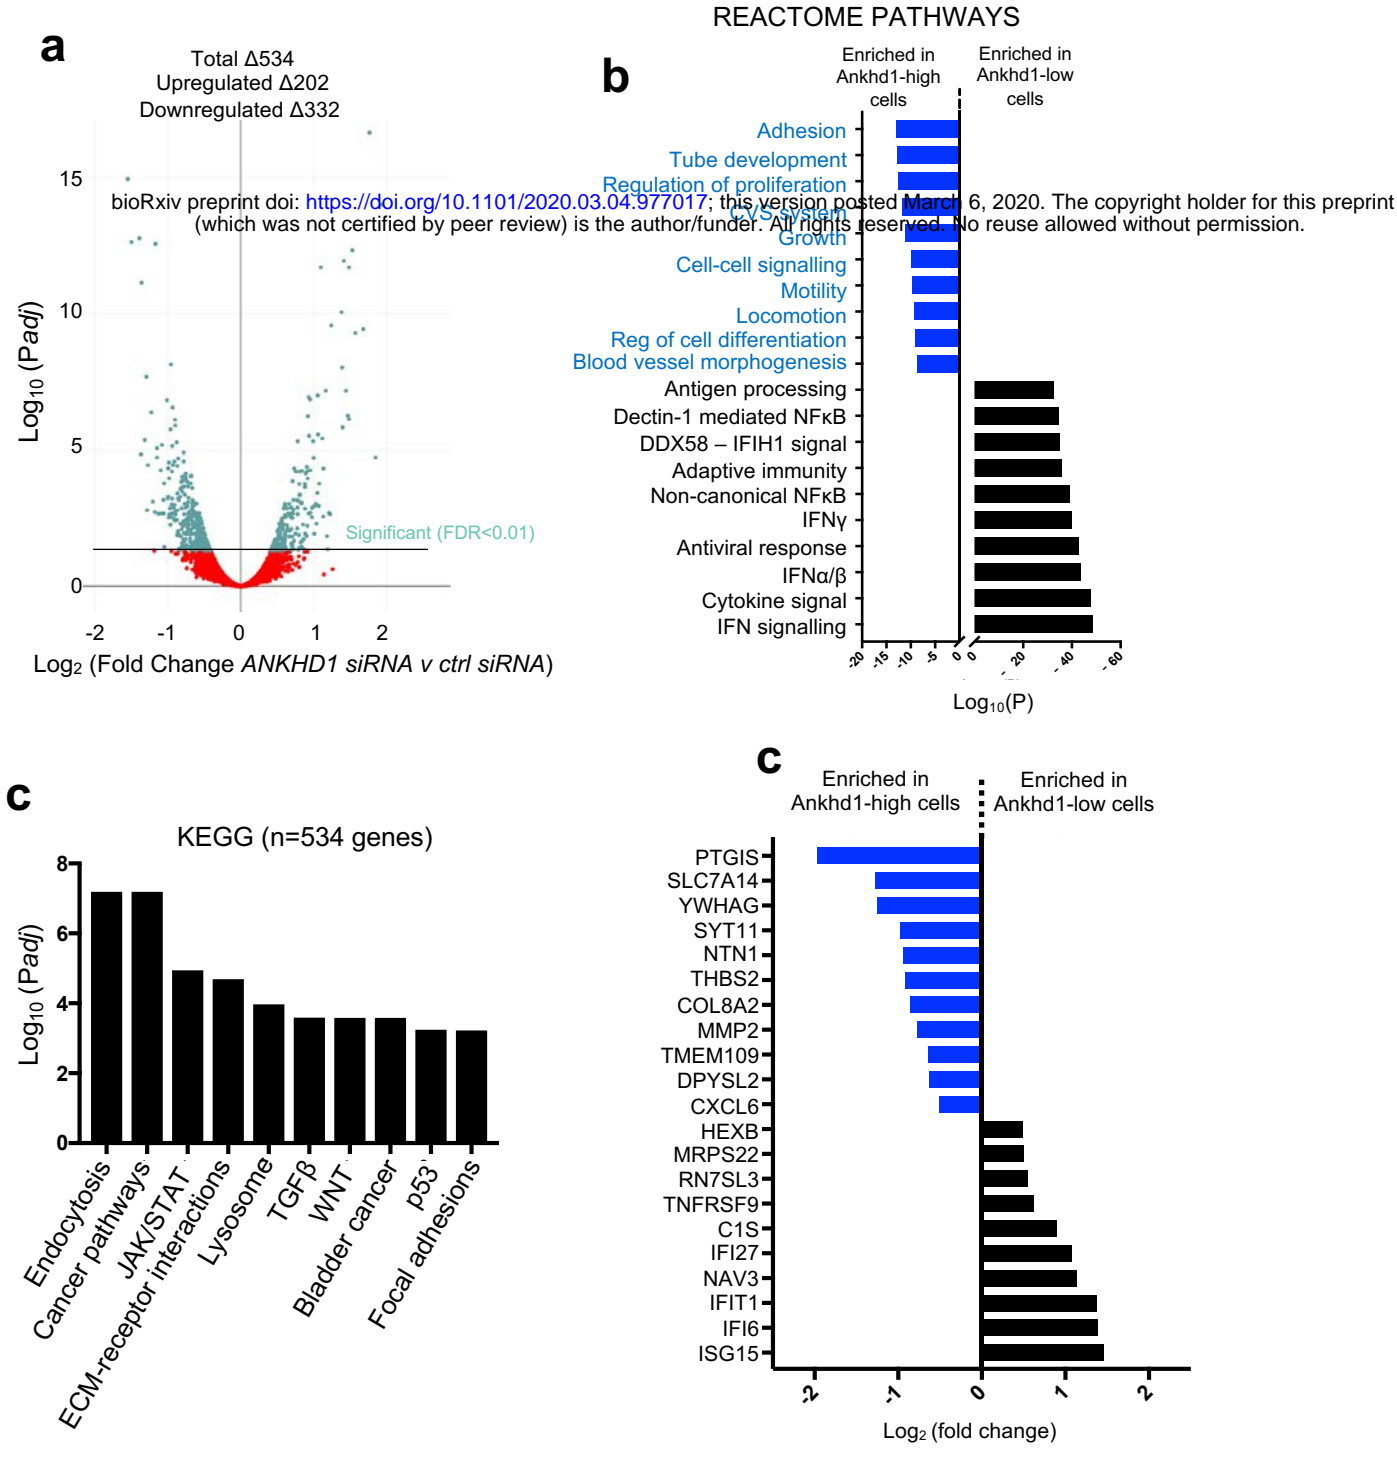 REACTOME PATHWAYS
a
Total Δ534
Upregulated Δ202
Downregulated Δ332
15
10
5
0
Log10 (Padj)
Significant (FDR<0.01)
-2 -1 0 1 2
Log2 (Fold Change ANKHD1 siRNA v ctrl siRNA)
bioRxiv preprint doi: https://doi.org/10.1101/2020.03.04.977017; this version posted March 6, 2020. The copyright holder for this preprint
(which was not certified by peer review) is the author/funder. All rights reserved. No reuse allowed without permission.
b
Enriched in
Ankhd1-high
cells
Enriched in
Ankhd1-low
cells
Adhesion
Tube development
Regulation of proliferation
CVS system
Growth
Cell-cell signalling
Motility
Locomotion
Reg of cell differentiation
Blood vessel morphogenesis
Antigen processing
Dectin-1 mediated NFκB
DDX58 – IFIH1 signal
Adaptive immunity
Non-canonical NFκB
IFNγ
Antiviral response
IFNα/β
Cytokine signal
IFN signalling
-20 -15 -10 -5 0 0 - 20 - 40 - 60
Log10(P)
c
KEGG (n=534 genes)
8
6
4
2
0
Log10 (Padj)
Endocytosis
Cancer pathways
JAK/STAT
ECM-receptor interactions
Lysosome
TGFβ
WNT
Bladder cancer
p53
Focal adhesions
c
Enriched in
Ankhd1-high cells
Enriched in
Ankhd1-low cells
PTGIS
SLC7A14
YWHAG
SYT11
NTN1
THBS2
COL8A2
MMP2
TMEM109
DPYSL2
CXCL6
HEXB
MRPS22
RN7SL3
TNFRSF9
C1S
IFI27
NAV3
IFIT1
IFI6
ISG15
-2 -1 0 1 2
Log2 (fold change)